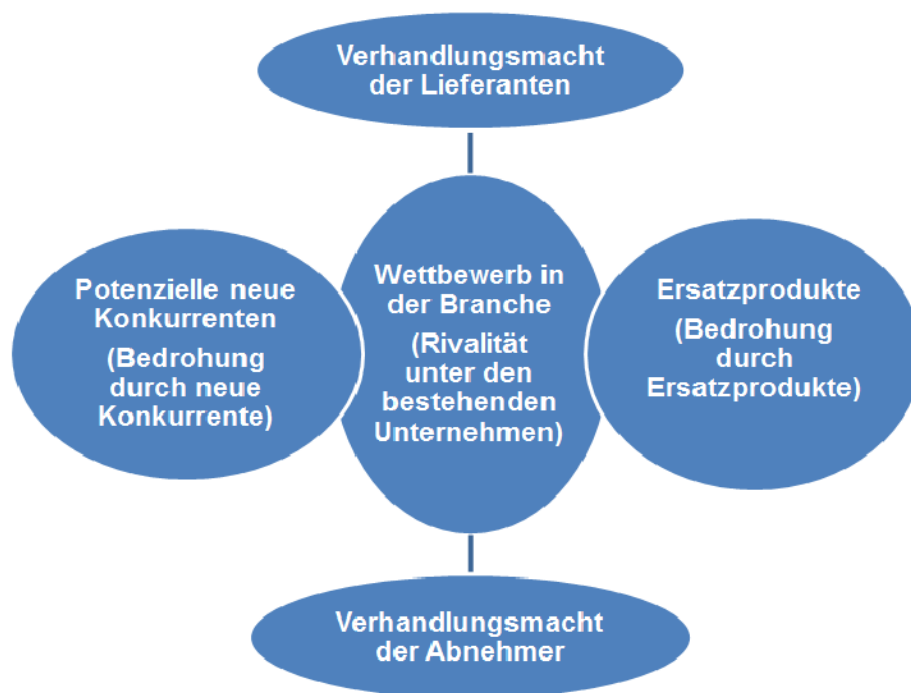 Verhandlungsmacht
der Lieferanten
Potenzielle neue
Konkurrenten
(Bedrohung
durch neue
Konkurrente)
Wettbewerb in
der Branche
(Rivalität
unter den
bestehenden
Unternehmen)
Ersatzprodukte
(Bedrohung
durch
Ersatzprodukte)
Verhandlungsmacht
der Abnehmer